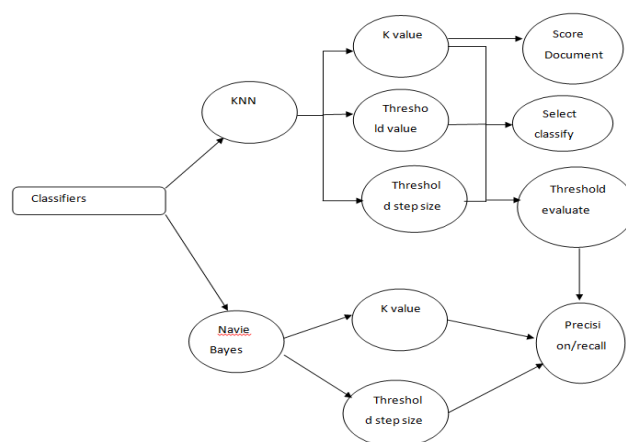 K value
Score
Document
KNN
Thresho
ld value
Select
classify
Threshol
d step size
Threshold
evaluate
Classifiers
Navie
Bayes
K value
Precisi
on/recall
Threshol
d step size